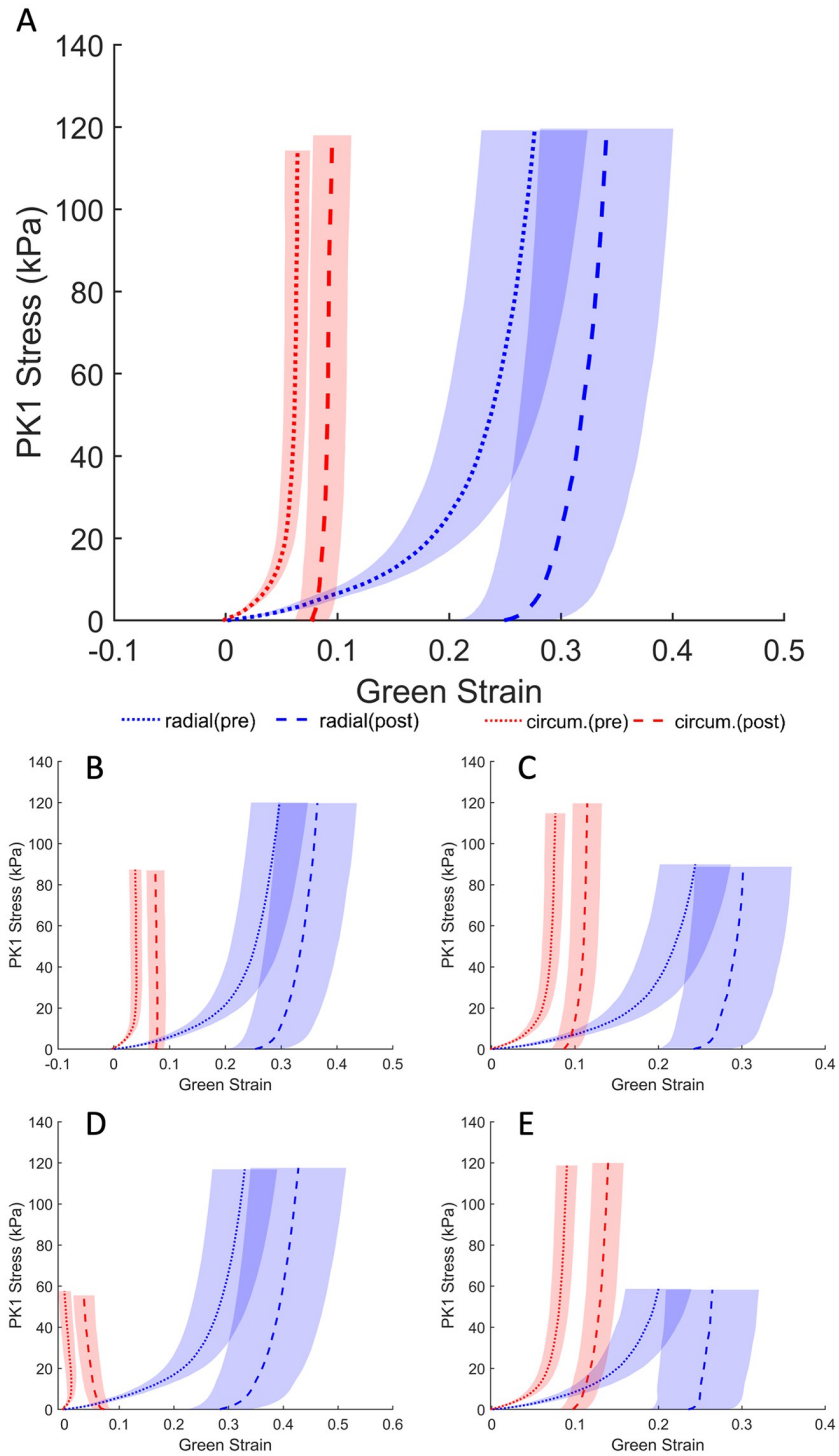 A
140
120
100
80
60
40
20
0
PK1 Stress (kPa)
-0.1 0 0.1 0.2 0.3 0.4 0.5
Green Strain
radial(pre) radial(post) circum.(pre) circum.(post)
B
140
120
100
80
60
40
20
0
PK1 Stress (kPa)
-0.1 0 0.1 0.2 0.3 0.4 0.5
Green Strain
C
140
120
100
80
60
40
20
0
PK1 Stress (kPa)
0 0.1 0.2 0.3 0.4
Green Strain
D
140
120
100
80
60
40
20
0
PK1 Stress (kPa)
0 0.1 0.2 0.3 0.4 0.5 0.6
Green Strain
E
140
120
100
80
60
40
20
0
PK1 Stress (kPa)
0 0.1 0.2 0.3 0.4
Green Strain